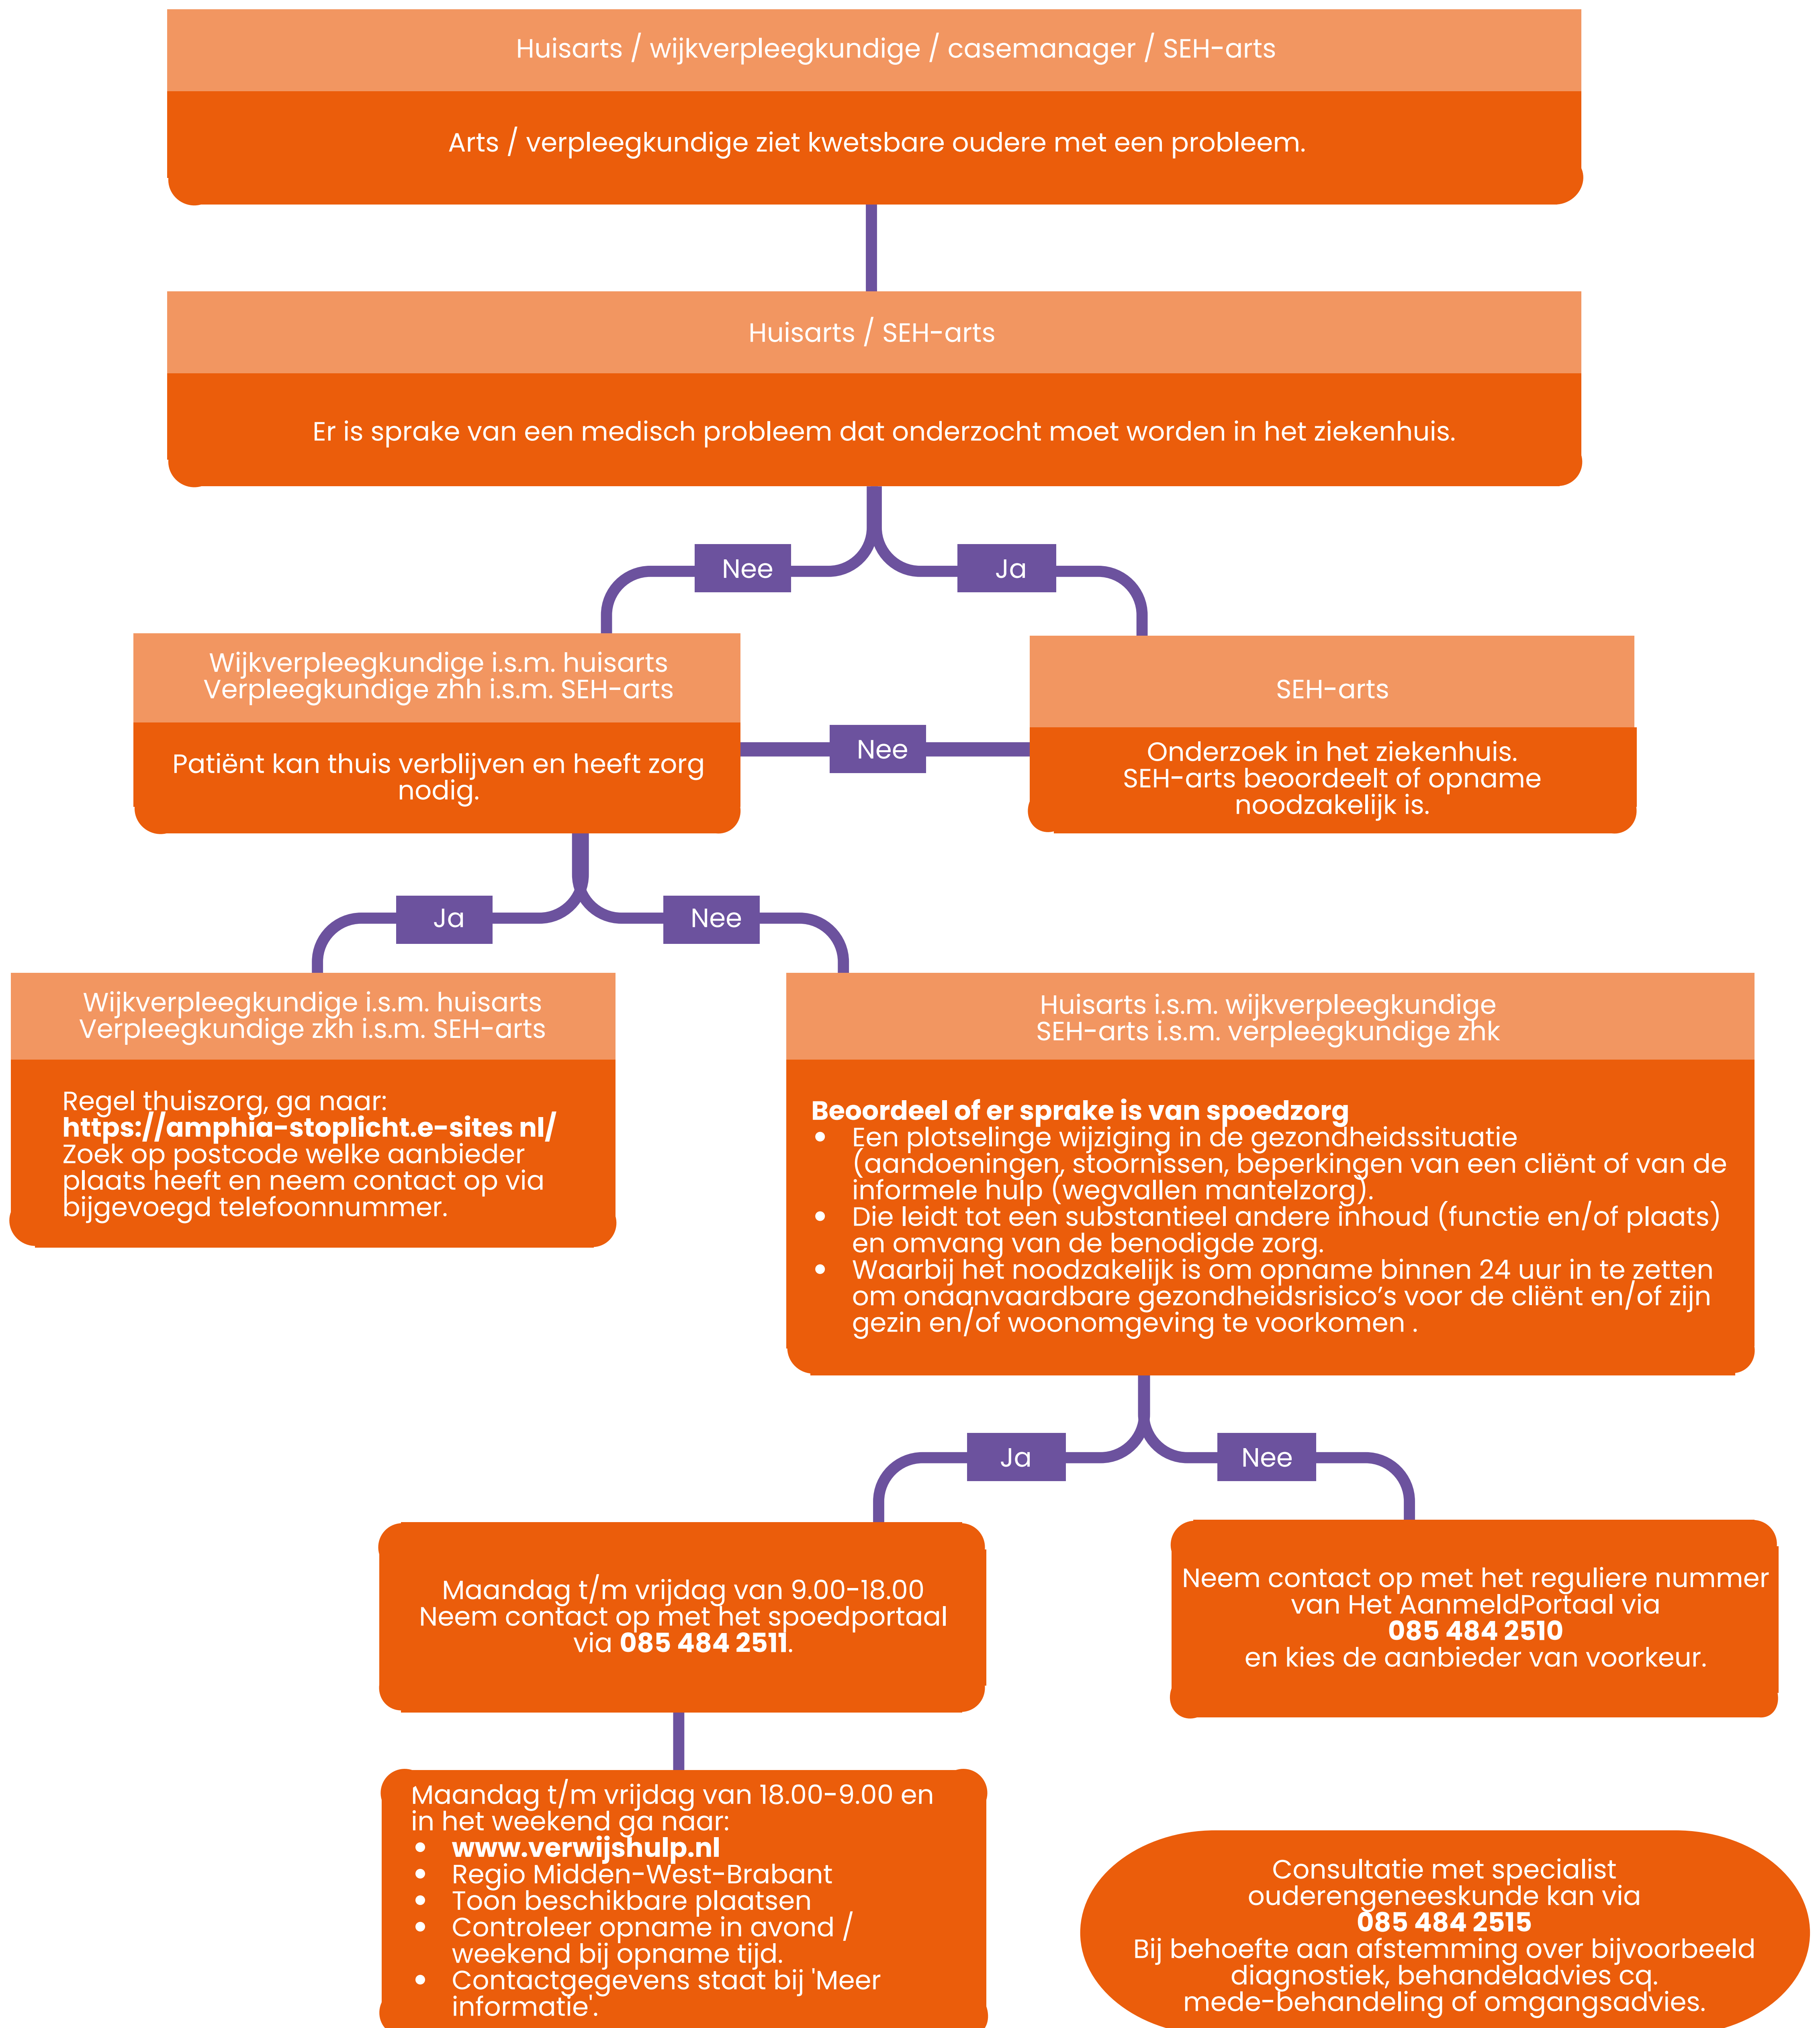 Huisarts / wijkverpleegkundige / casemanager / SEH-arts
Arts / verpleegkundige ziet kwetsbare oudere met een probleem.
Huisarts / SEH-arts
Er is sprake van een medisch probleem dat onderzocht moet worden in het ziekenhuis.
Nee
Ja
Wijkverpleegkundige i.s.m. huisarts
Verpleegkundige zhh i.s.m. SEH-arts
Patiënt kan thuis verblijven en heeft zorg
nodig.
Nee
SEH-arts
Onderzoek in het ziekenhuis.
SEH-arts beoordeelt of opname
noodzakelijk is.
Ja
Nee
Wijkverpleegkundige i.s.m. huisarts
Verpleegkundige zkh i.s.m. SEH-arts
Regel thuiszorg, ga naar:
https://amphia-stoplicht.e-sites nl/
Zoek op postcode welke aanbieder
plaats heeft en neem contact op via
bijgevoegd telefoonnummer.
Huisarts i.s.m. wijkverpleegkundige
SEH-arts i.s.m. verpleegkundige zhk
Beoordeel of er sprake is van spoedzorg
• Een plotselinge wijziging in de gezondheidssituatie
(aandoeningen, stoornissen, beperkingen van een cliënt of van de
informele hulp (wegvallen mantelzorg).
• Die leidt tot een substantieel andere inhoud (functie en/of plaats)
en omvang van de benodigde zorg.
• Waarbij het noodzakelijk is om opname binnen 24 uur in te zetten
om onaanvaardbare gezondheidsrisico's voor de cliënt en/of zijn
gezin en/of woonomgeving te voorkomen .
Ja
Nee
Maandag t/m vrijdag van 9.00-18.00
Neem contact op met het spoedportaal
via 085 484 2511.
Neem contact op met het reguliere nummer
van Het AanmeldPortaal via
085 484 2510
en kies de aanbieder van voorkeur.
Maandag t/m vrijdag van 18.00-9.00 en
in het weekend ga naar:
• www.verwijshulp.nl
• Regio Midden-West-Brabant
• Toon beschikbare plaatsen
• Controleer opname in avond /
weekend bij opname tijd.
• Contactgegevens staat bij 'Meer
informatie'.
Consultatie met specialist
ouderengeneeskunde kan via
085 484 2515
Bij behoefte aan afstemming over bijvoorbeeld
diagnostiek, behandeladvies cq.
mede-behandeling of omgangsadvies.